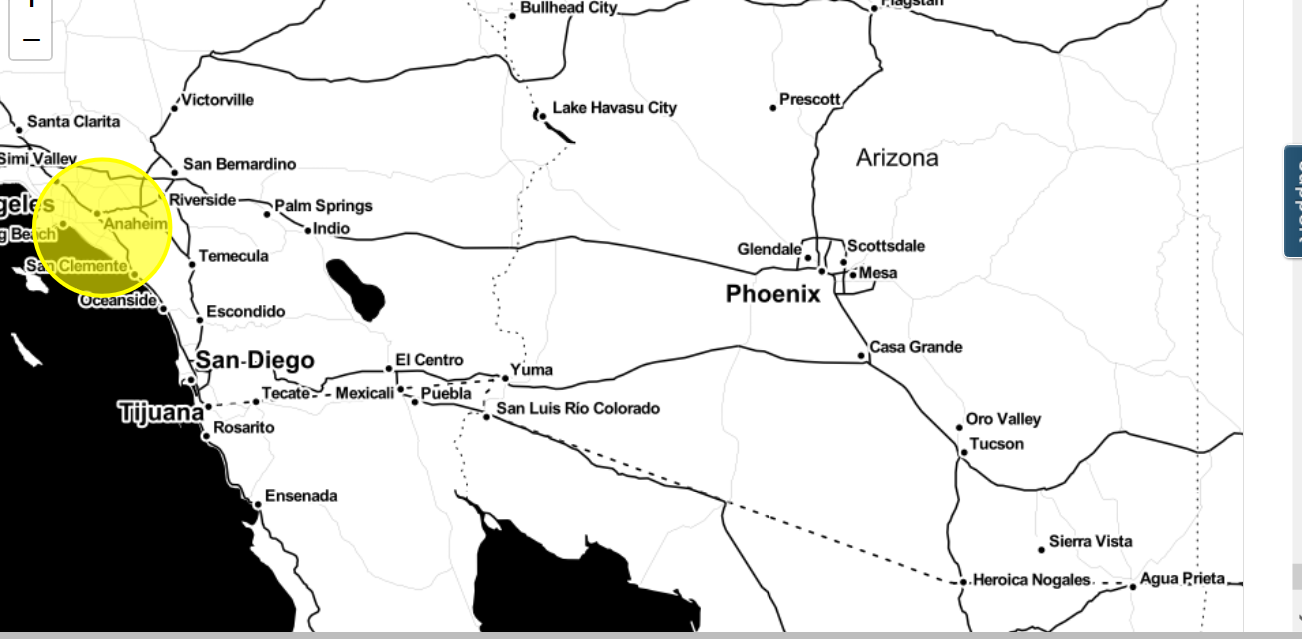 +
−
Bullhead City
Flagstaff
Victorville
Lake Havasu City
Prescott
Santa Clarita
Simi Valley
San Bernardino
Arizona
geles
Riverside
Palm Springs
Anaheim
Indio
g Beach
Glendale
Scottsdale
Temecula
San Clemente
Mesa
Phoenix
Oceanside
Escondido
Casa Grande
San Diego
El Centro
Yuma
Tecate
Mexicali
Puebla
San Luis Río Colorado
Tijuana
Rosarito
Oro Valley
Tucson
Ensenada
Sierra Vista
Heroica Nogales
Agua Prieta